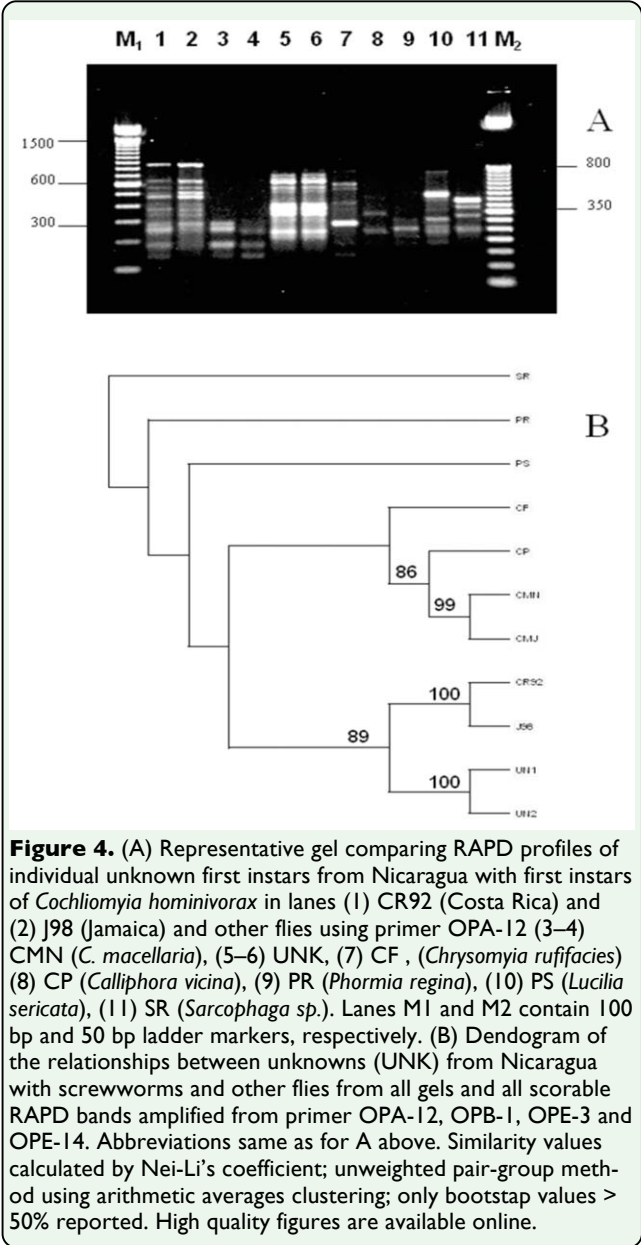 M1 1 2 3 4 5 6 7 8 9 10 11 M2
A
1500
800
600
350
300
SR
B
PR
PS
CF
CP
86
CMN
99
CMJ
CR92
100
J98
89
UN1
100
UN2
Figure 4. (A) Representative gel comparing RAPD profiles of
individual unknown first instars from Nicaragua with first instars
of Cochliomyia hominivorax in lanes (1) CR92 (Costa Rica) and
(2) J98 (Jamaica) and other flies using primer OPA-12 (3–4)
CMN (C. macellaria), (5–6) UNK, (7) CF , (Chrysomyia rufifacies)
(8) CP (Calliphora vicina), (9) PR (Phormia regina), (10) PS (Lucilia
sericata), (11) SR (Sarcophaga sp.). Lanes M1 and M2 contain 100
bp and 50 bp ladder markers, respectively. (B) Dendogram of
the relationships between unknowns (UNK) from Nicaragua
with screwworms and other flies from all gels and all scorable
RAPD bands amplified from primer OPA-12, OPB-1, OPE-3 and
OPE-14. Abbreviations same as for A above. Similarity values
calculated by Nei-Li's coefficient; unweighted pair-group meth-
od using arithmetic averages clustering; only bootstap values >
50% reported. High quality figures are available online.